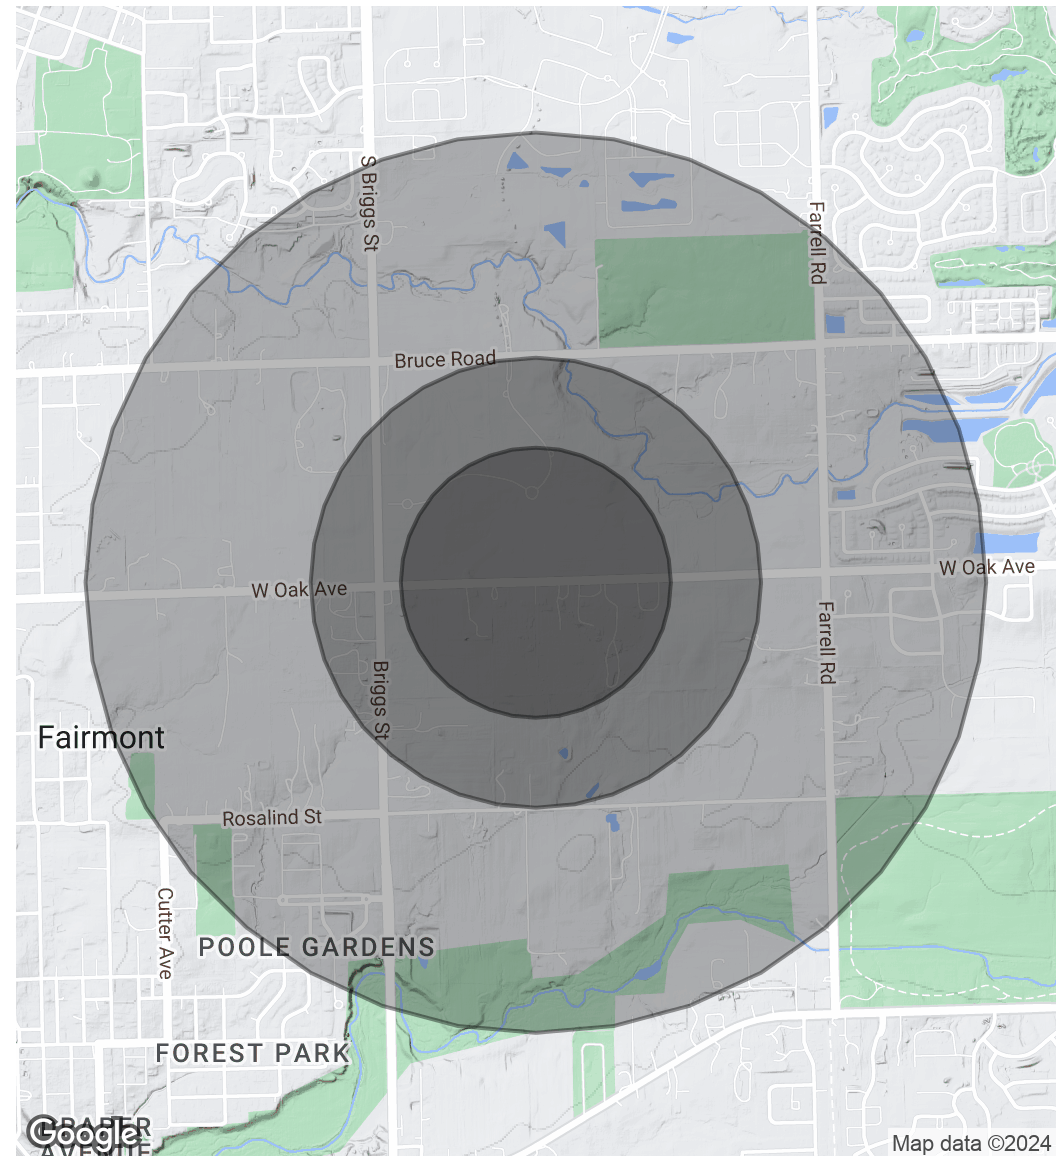 S Briggs St
Farrell Rd
Bruce Road
W Oak Ave
W Oak Ave
Farrell Rd
Briggs St
Fairmont
Rosalind St
Cutter Ave
POOLE GARDENS
FOREST PARK
Google
Map data ©2024